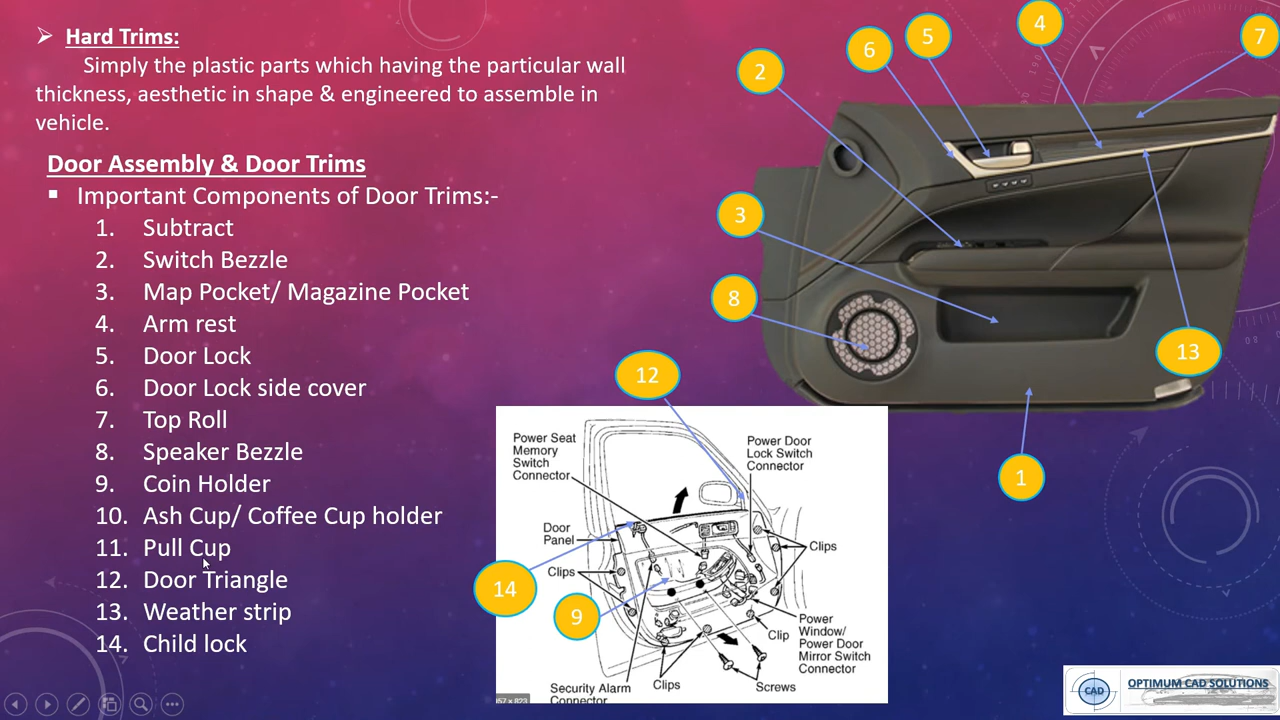 ➢ Hard Trims:
Simply the plastic parts which having the particular wall
thickness, aesthetic in shape & engineered to assemble in
vehicle.
Door Assembly & Door Trims
▪ Important Components of Door Trims:-
1. Subtract
2. Switch Bezzle
3. Map Pocket/ Magazine Pocket
4. Arm rest
5. Door Lock
6. Door Lock side cover
7. Top Roll
8. Speaker Bezzle
9. Coin Holder
10. Ash Cup/ Coffee Cup holder
11. Pull Cup
12. Door Triangle
13. Weather strip
14. Child lock
4
5
7
6
2
3
8
13
12
1
14
9
Power Seat
Memory
Switch
Connector
Power Door
Lock Switch
Connector
Door
Panel
Clips
Clips
Clip
Power
Window/
Power Door
Mirror Switch
Connector
Clips
Screws
Security Alarm
Connector
CAD
OPTIMUM CAD SOLUTIONS